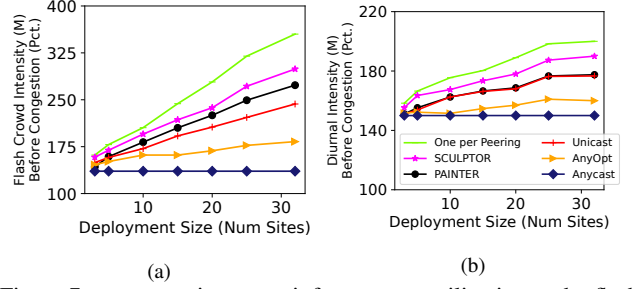 Flash Crowd Intensity (M)
Before Congestion (Pct.)
400
325
250
175
100
10
20
30
Deployment Size (Num Sites)
(a)
Diurnal Intensity (M)
Before Congestion (Pct.)
220
180
140
100
One per Peering
SCULPTOR
PAINTER
Unicast
AnyOpt
Anycast
10
20
30
Deployment Size (Num Sites)
(b)